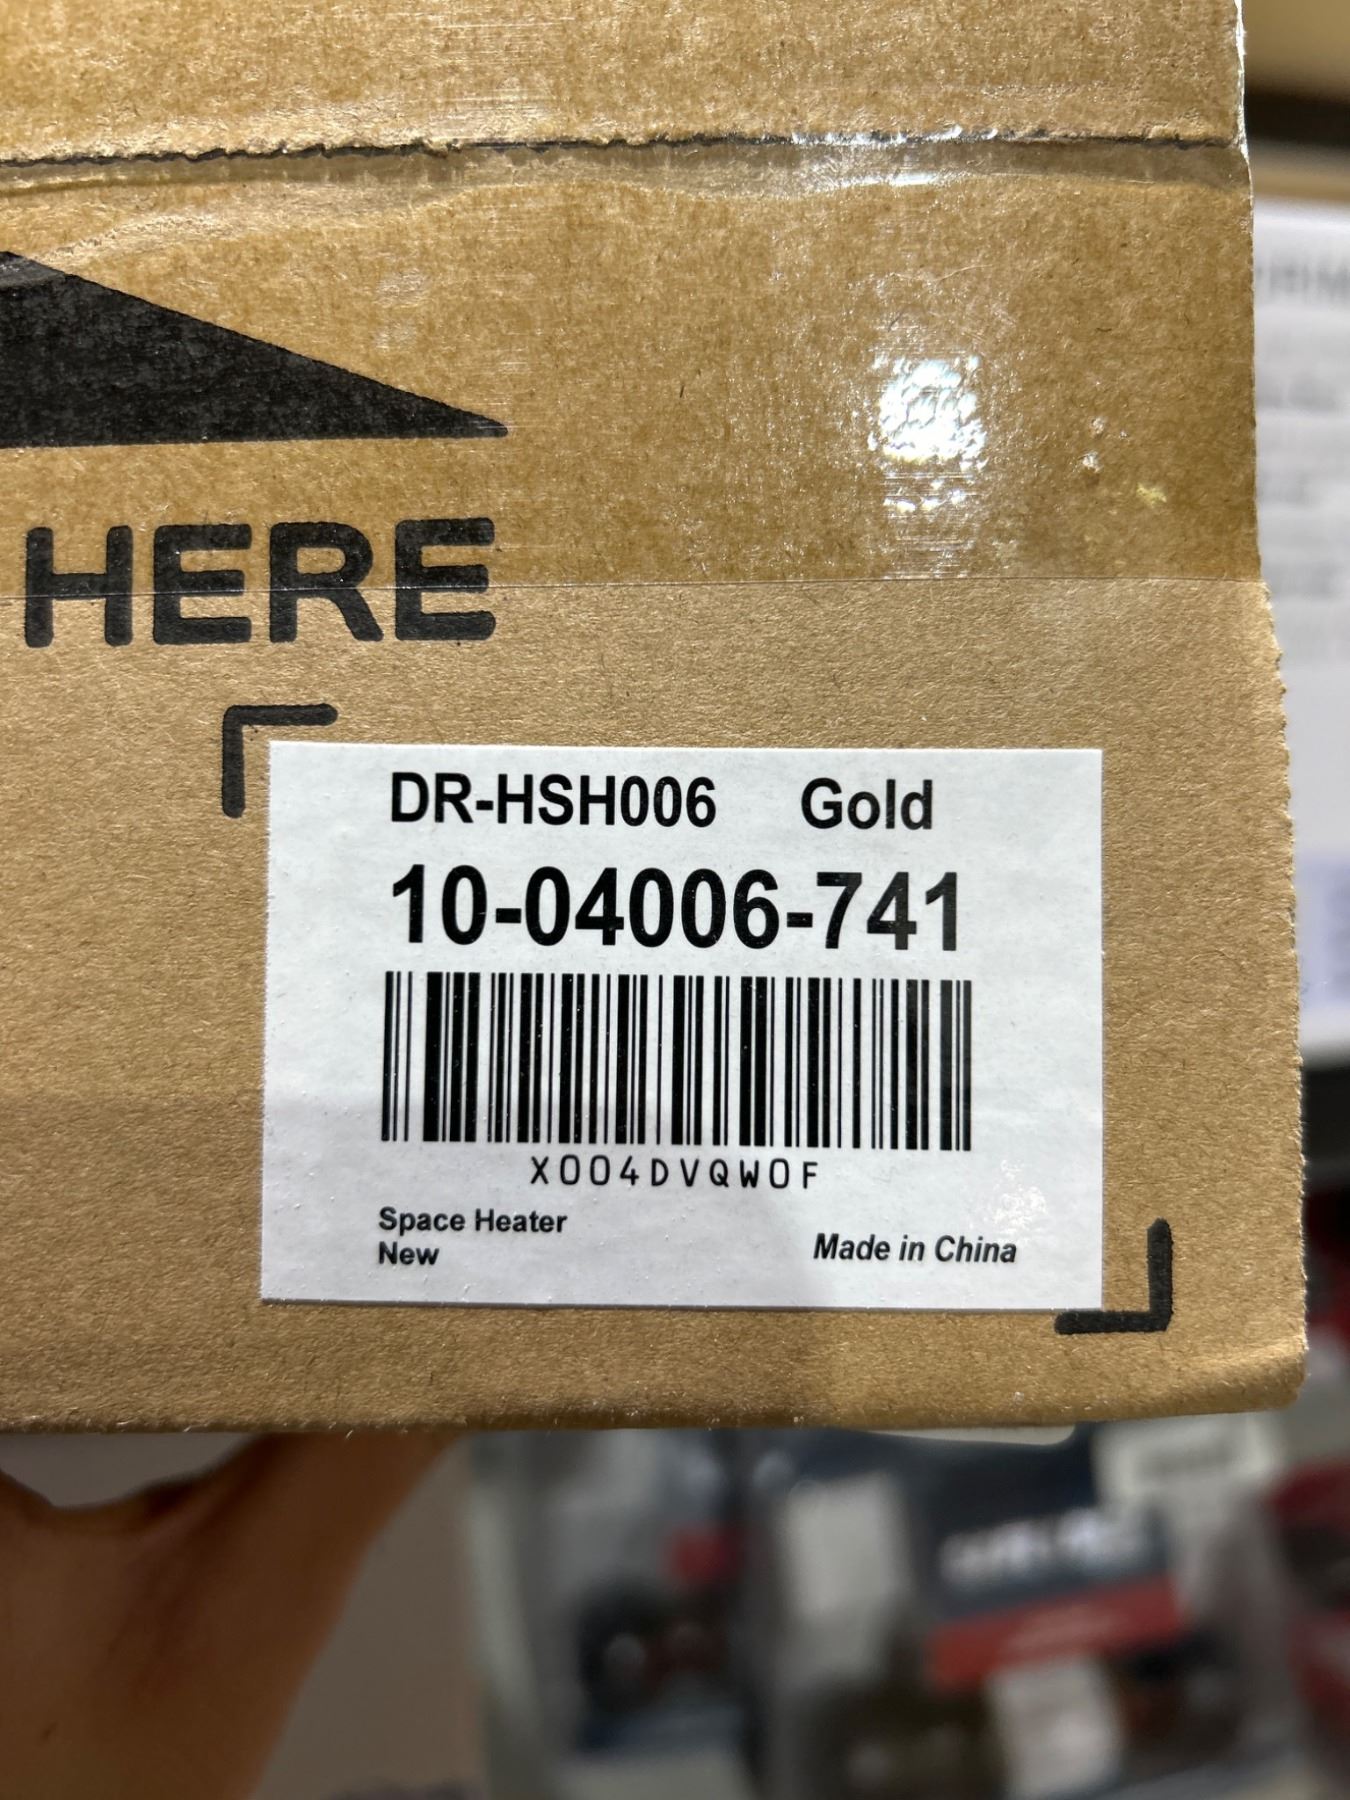 HERE
DR-HSH006 Gold
10-04006-741
X004DVQW0F
Space Heater
New
Made in China